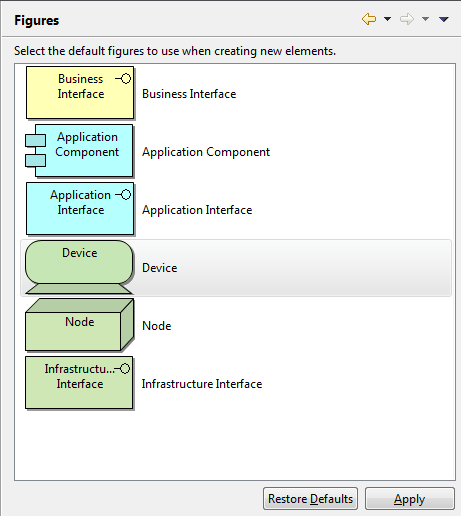 Figures
Select the default figures to use when creating new elements.
Business
Interface
Business Interface
Application
Component
Application Component
Application
Interface
Application Interface
Device
Device
Node
Node
Infrastructu...
Interface
Infrastructure Interface
Restore Defaults
Apply